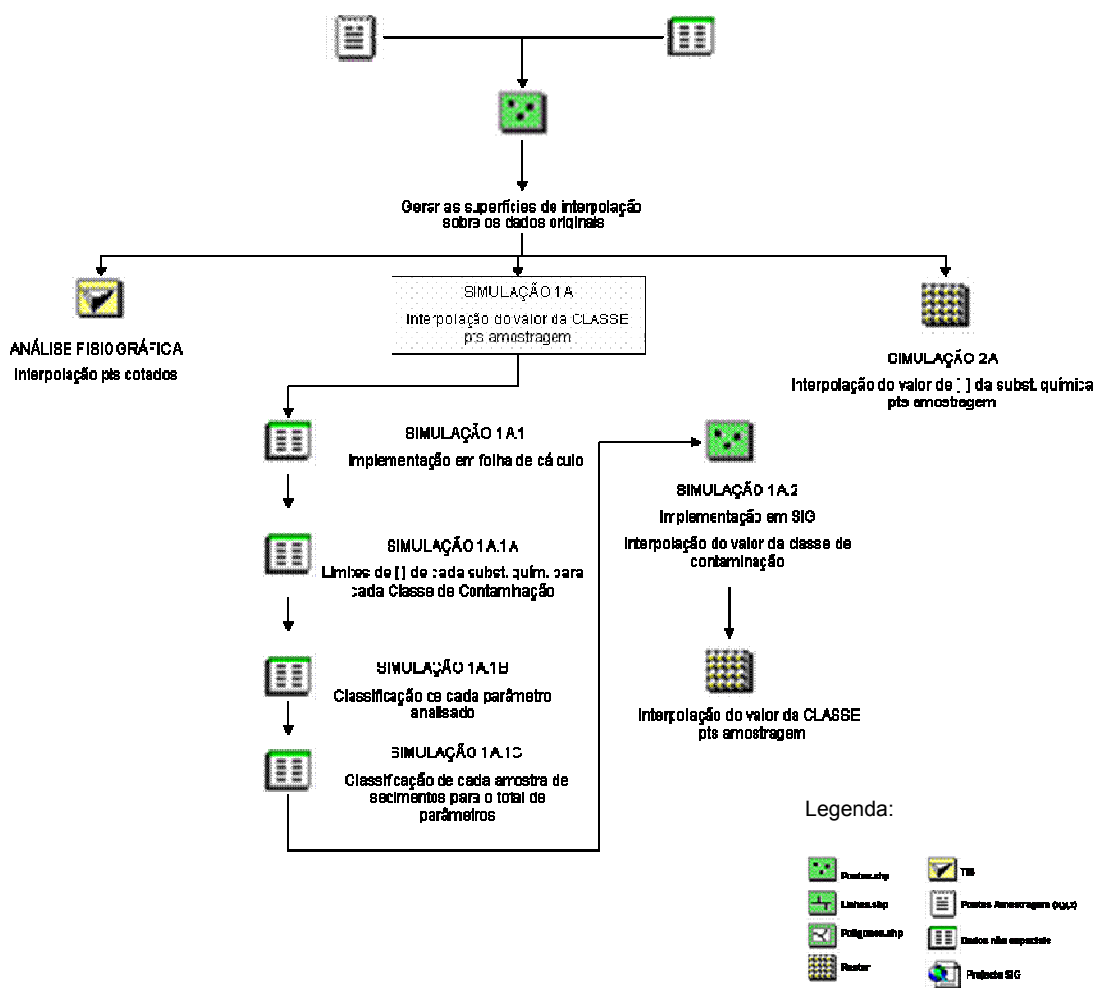 Gerar as superfícies de interpolação
sobre os dados originais
ANÁLISE FISIOGRÁFICA
Interpolação pts cotados
SIMULAÇÃO 1A
Interpolação do valor da CLASSE
pts amostragem
SIMULAÇÃO 2A
Interpolação do valor de [ ] da subst. química
pts amostragem
SIMULAÇÃO 1A.1
Implementação em folha de cálculo
SIMULAÇÃO 1A.1A
Limites de [ ] de cada subst. quím. para
cada Classe de Contaminação
SIMULAÇÃO 1A.1B
Classificação de cada parâmetro
analisado
SIMULAÇÃO 1A.1C
Classificação de cada amostra de
sedimentos para o total de
parâmetros
SIMULAÇÃO 1A.2
Implementação em SIG
Interpolação do valor da classe de
contaminação
Interpolação do valor da CLASSE
pts amostragem
Legenda:
Pontos.shp
Linhas.shp
Polígonos.shp
Raster
TIN
Pontos Amostragem (x,y,z)
Dados não espaciais
Projecto SIG